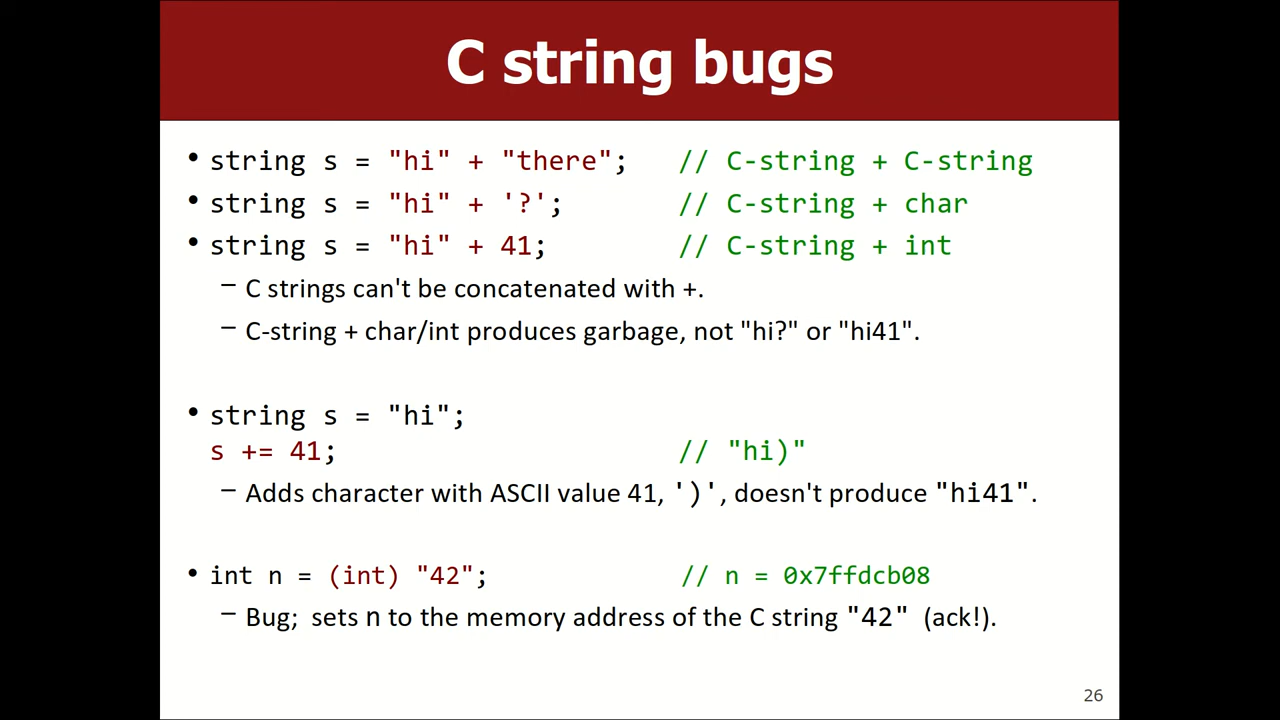 C string bugs
• string s = "hi" + "there"; // C-string + C-string
• string s = "hi" + '?'; // C-string + char
• string s = "hi" + 41; // C-string + int
– C strings can't be concatenated with +.
– C-string + char/int produces garbage, not "hi?" or "hi41".
• string s = "hi";
s += 41; // "hi)"
– Adds character with ASCII value 41, ')', doesn't produce "hi41".
• int n = (int) "42"; // n = 0x7ffdcb08
– Bug; sets n to the memory address of the C string "42" (ack!).
26